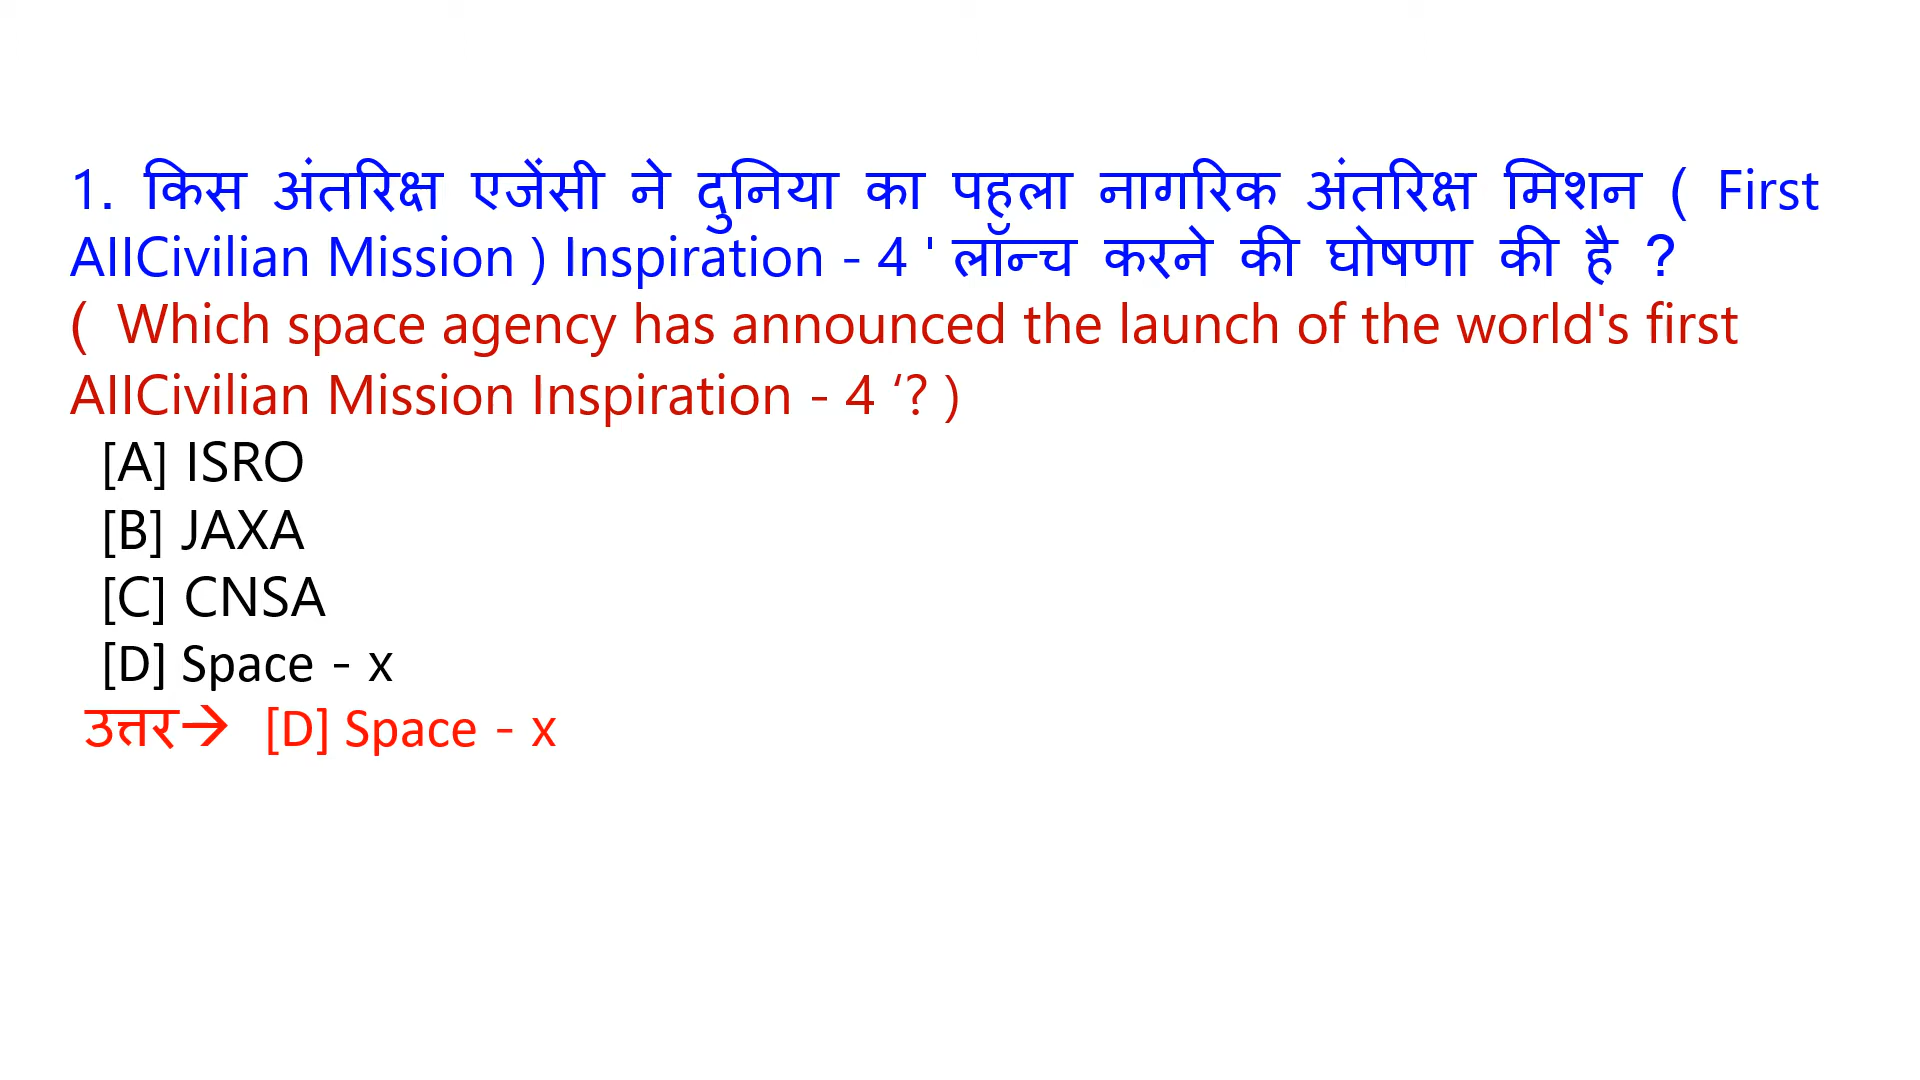 1. किस अंतरिक्ष एजेंसी ने दुनिया का पहला नागरिक अंतरिक्ष मिशन ( First
AllCivilian Mission ) Inspiration - 4 ' लॉन्च करने की घोषणा की है ?
( Which space agency has announced the launch of the world's first
AllCivilian Mission Inspiration - 4 ‘? )
[A] ISRO
[B] JAXA
[C] CNSA
[D] Space - x
उत्तर→ [D] Space - x